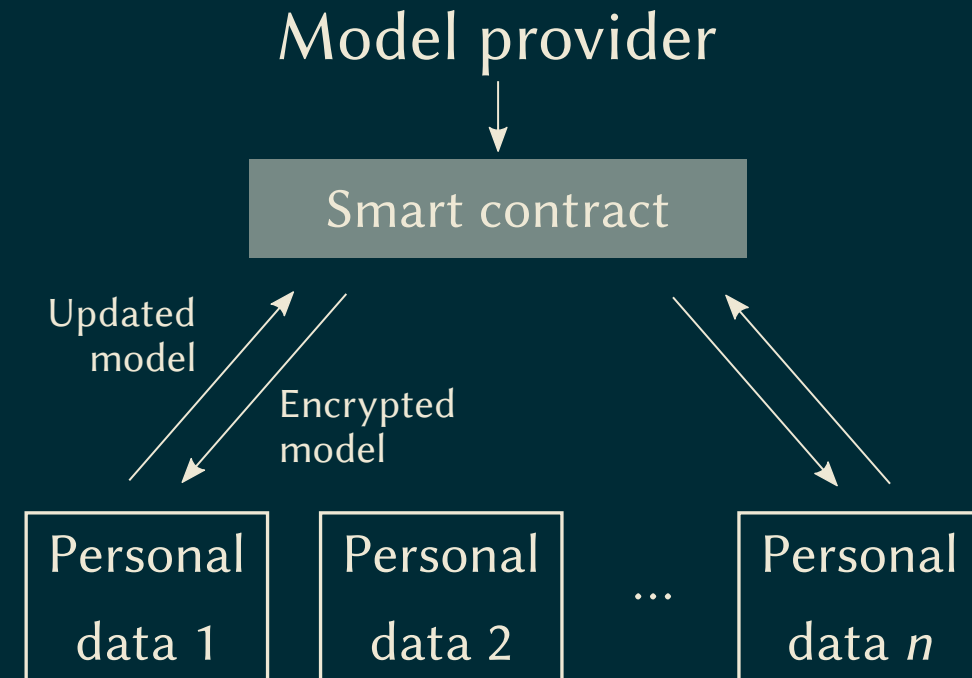 Model provider
Smart contract
Updated
model
Encrypted
model
Personal
data 1
Personal
data 2
...
Personal
data n